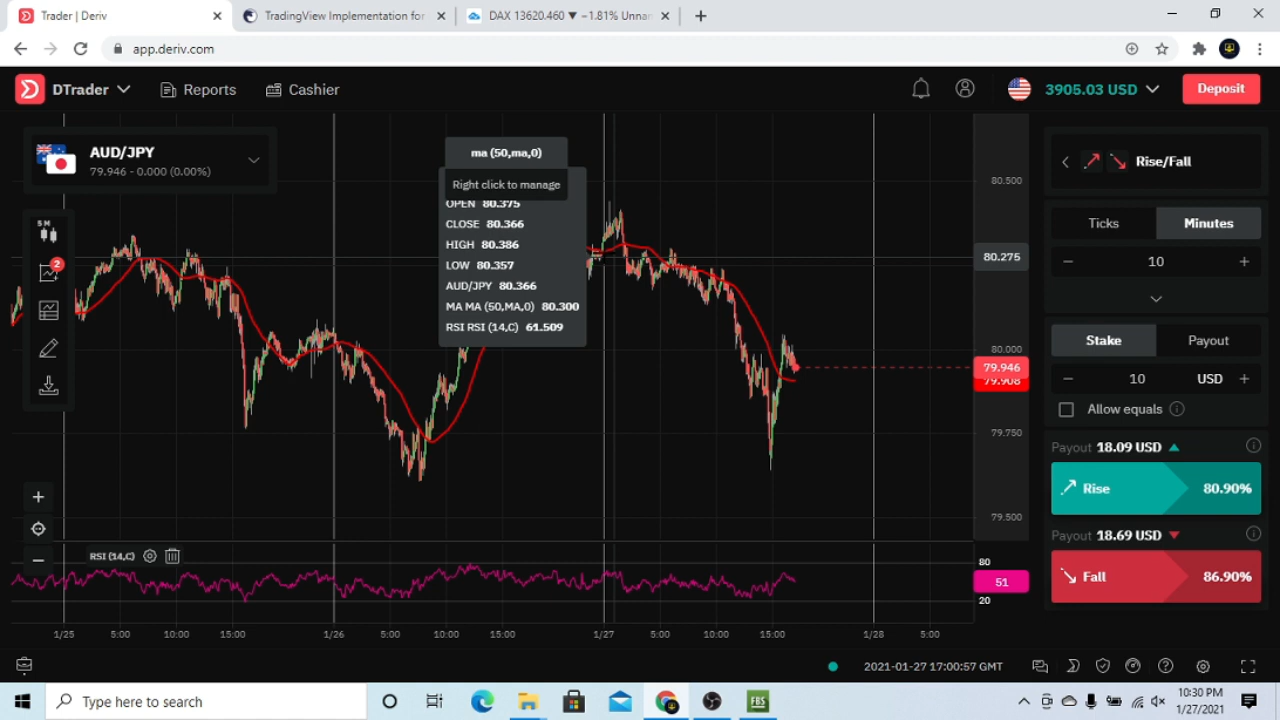 Trader | Deriv
TradingView Implementation for
DAX 13620.460 ▼ −1.81% Unnan
app.deriv.com
DTrader
Reports
Cashier
3905.03 USD
Deposit
AUD/JPY
79.946 - 0.000 (0.00%)
5 M
2
ma (50,ma,0)
Right click to manage
OPEN 80.375
CLOSE 80.366
HIGH 80.386
LOW 80.357
AUD/JPY 80.366
MA MA (50,MA,0) 80.300
RSI RSI (14,C) 61.509
80.500
80.275
80.000
79.946
79.908
79.750
79.500
RSI (14,C)
80
51
20
1/25 5:00 10:00 15:00 1/26 5:00 10:00 15:00 1/27 5:00 10:00 15:00 1/28 5:00
Rise/Fall
Ticks
Minutes
− 10 +
Stake
Payout
− 10 USD +
Allow equals
Payout 18.09 USD
Rise 80.90%
Payout 18.69 USD
Fall 86.90%
2021-01-27 17:00:57 GMT
Type here to search
FBS
10:30 PM
1/27/2021